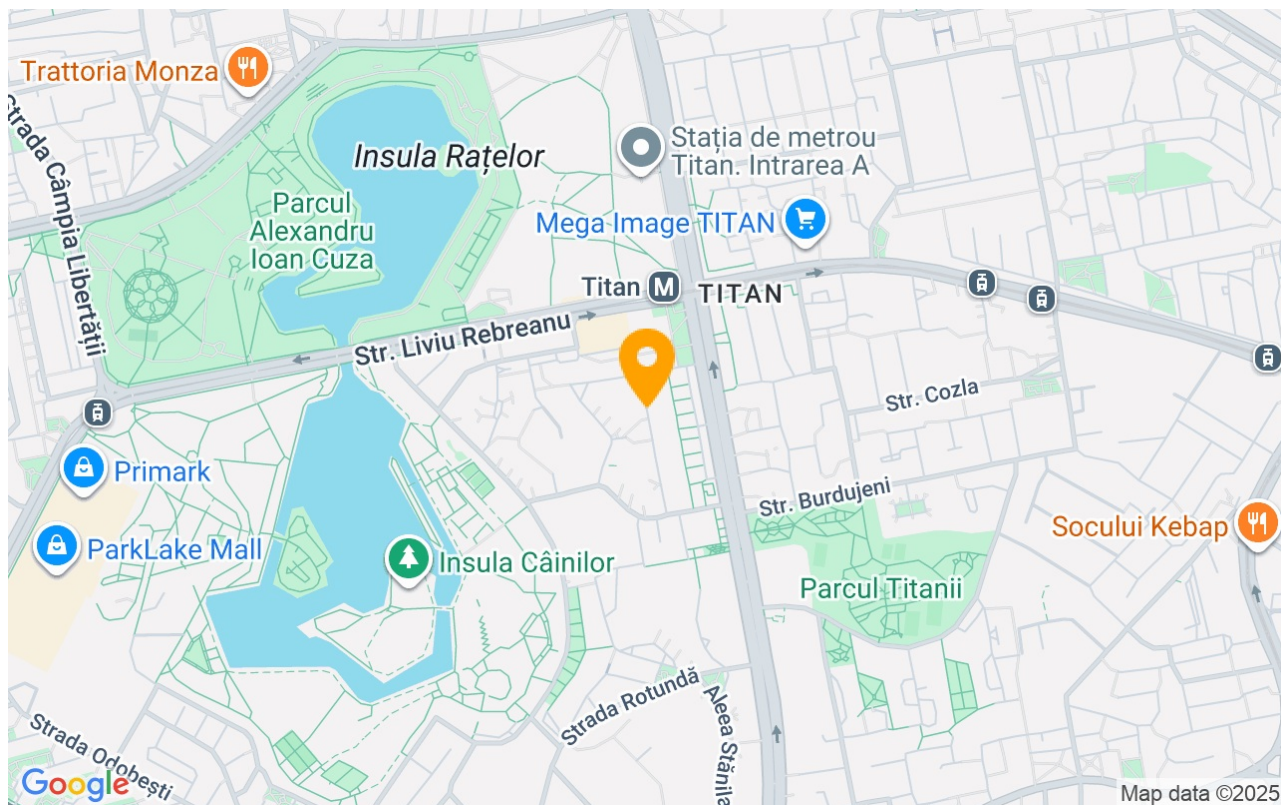 Trattoria Monza
Strada Câmpia Libertății
Insula Rațelor
Stația de metrou
Titan. Intrarea A
Parcul
Alexandru
Ioan Cuza
Mega Image TITAN
Titan
M
TITAN
Str. Liviu Rebreanu
Str. Cozla
Primark
Str. Burdujeni
Socului Kebap
ParkLake Mall
Insula Câinilor
Parcul Titanii
Strada Rotundă
Aleea Stănila
Strada Odobești
Google
Map data ©2025